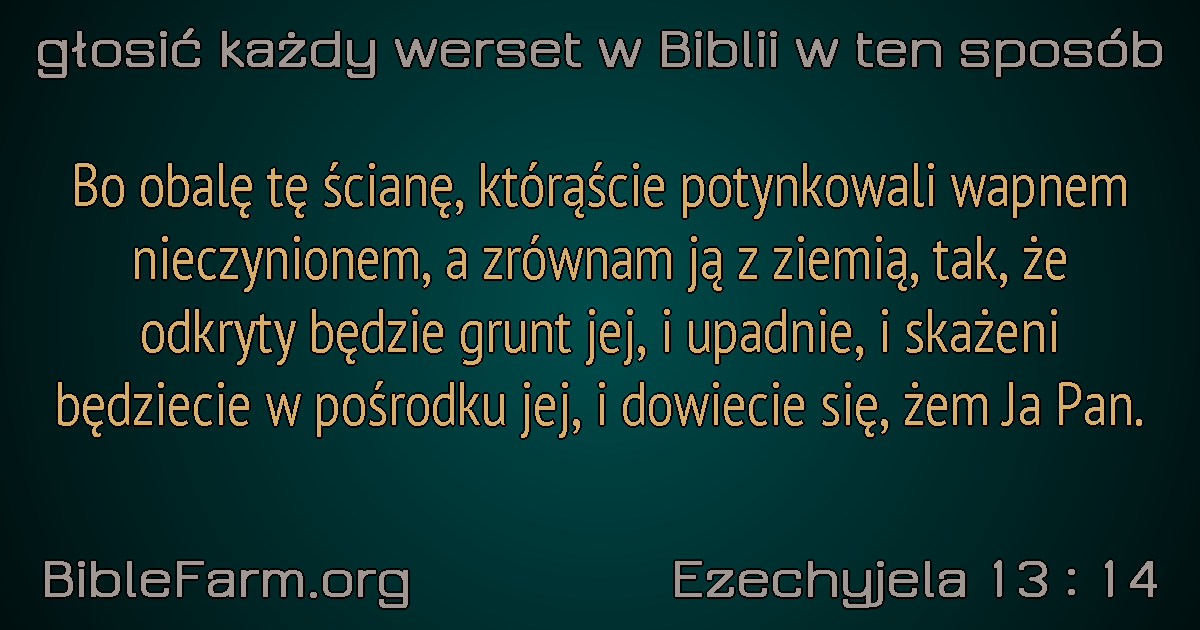 głosić każdy werset w Biblii w ten sposób
Bo obalę tę ścianę, którąście potynkowali wapnem
nieczynionem, a zrównam ją z ziemią, tak, że
odkryty będzie grunt jej, i upadnie, i skażeni
będziecie w pośrodku jej, i dowiecie się, żem Ja Pan.
BibleFarm.org
Ezechyjela 13 : 14